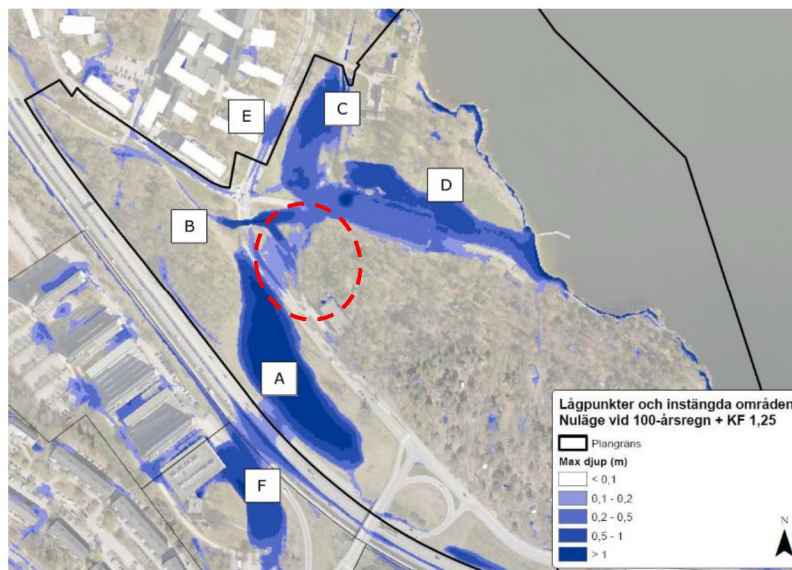 C
E
D
B
A
F
Lågpunkter och instängda områden
Nuläge vid 100-årsregn + KF 1,25
Plangräns
Max djup (m)
< 0,1
0,1 - 0,2
0,2 - 0,5
0,5 - 1
> 1
N